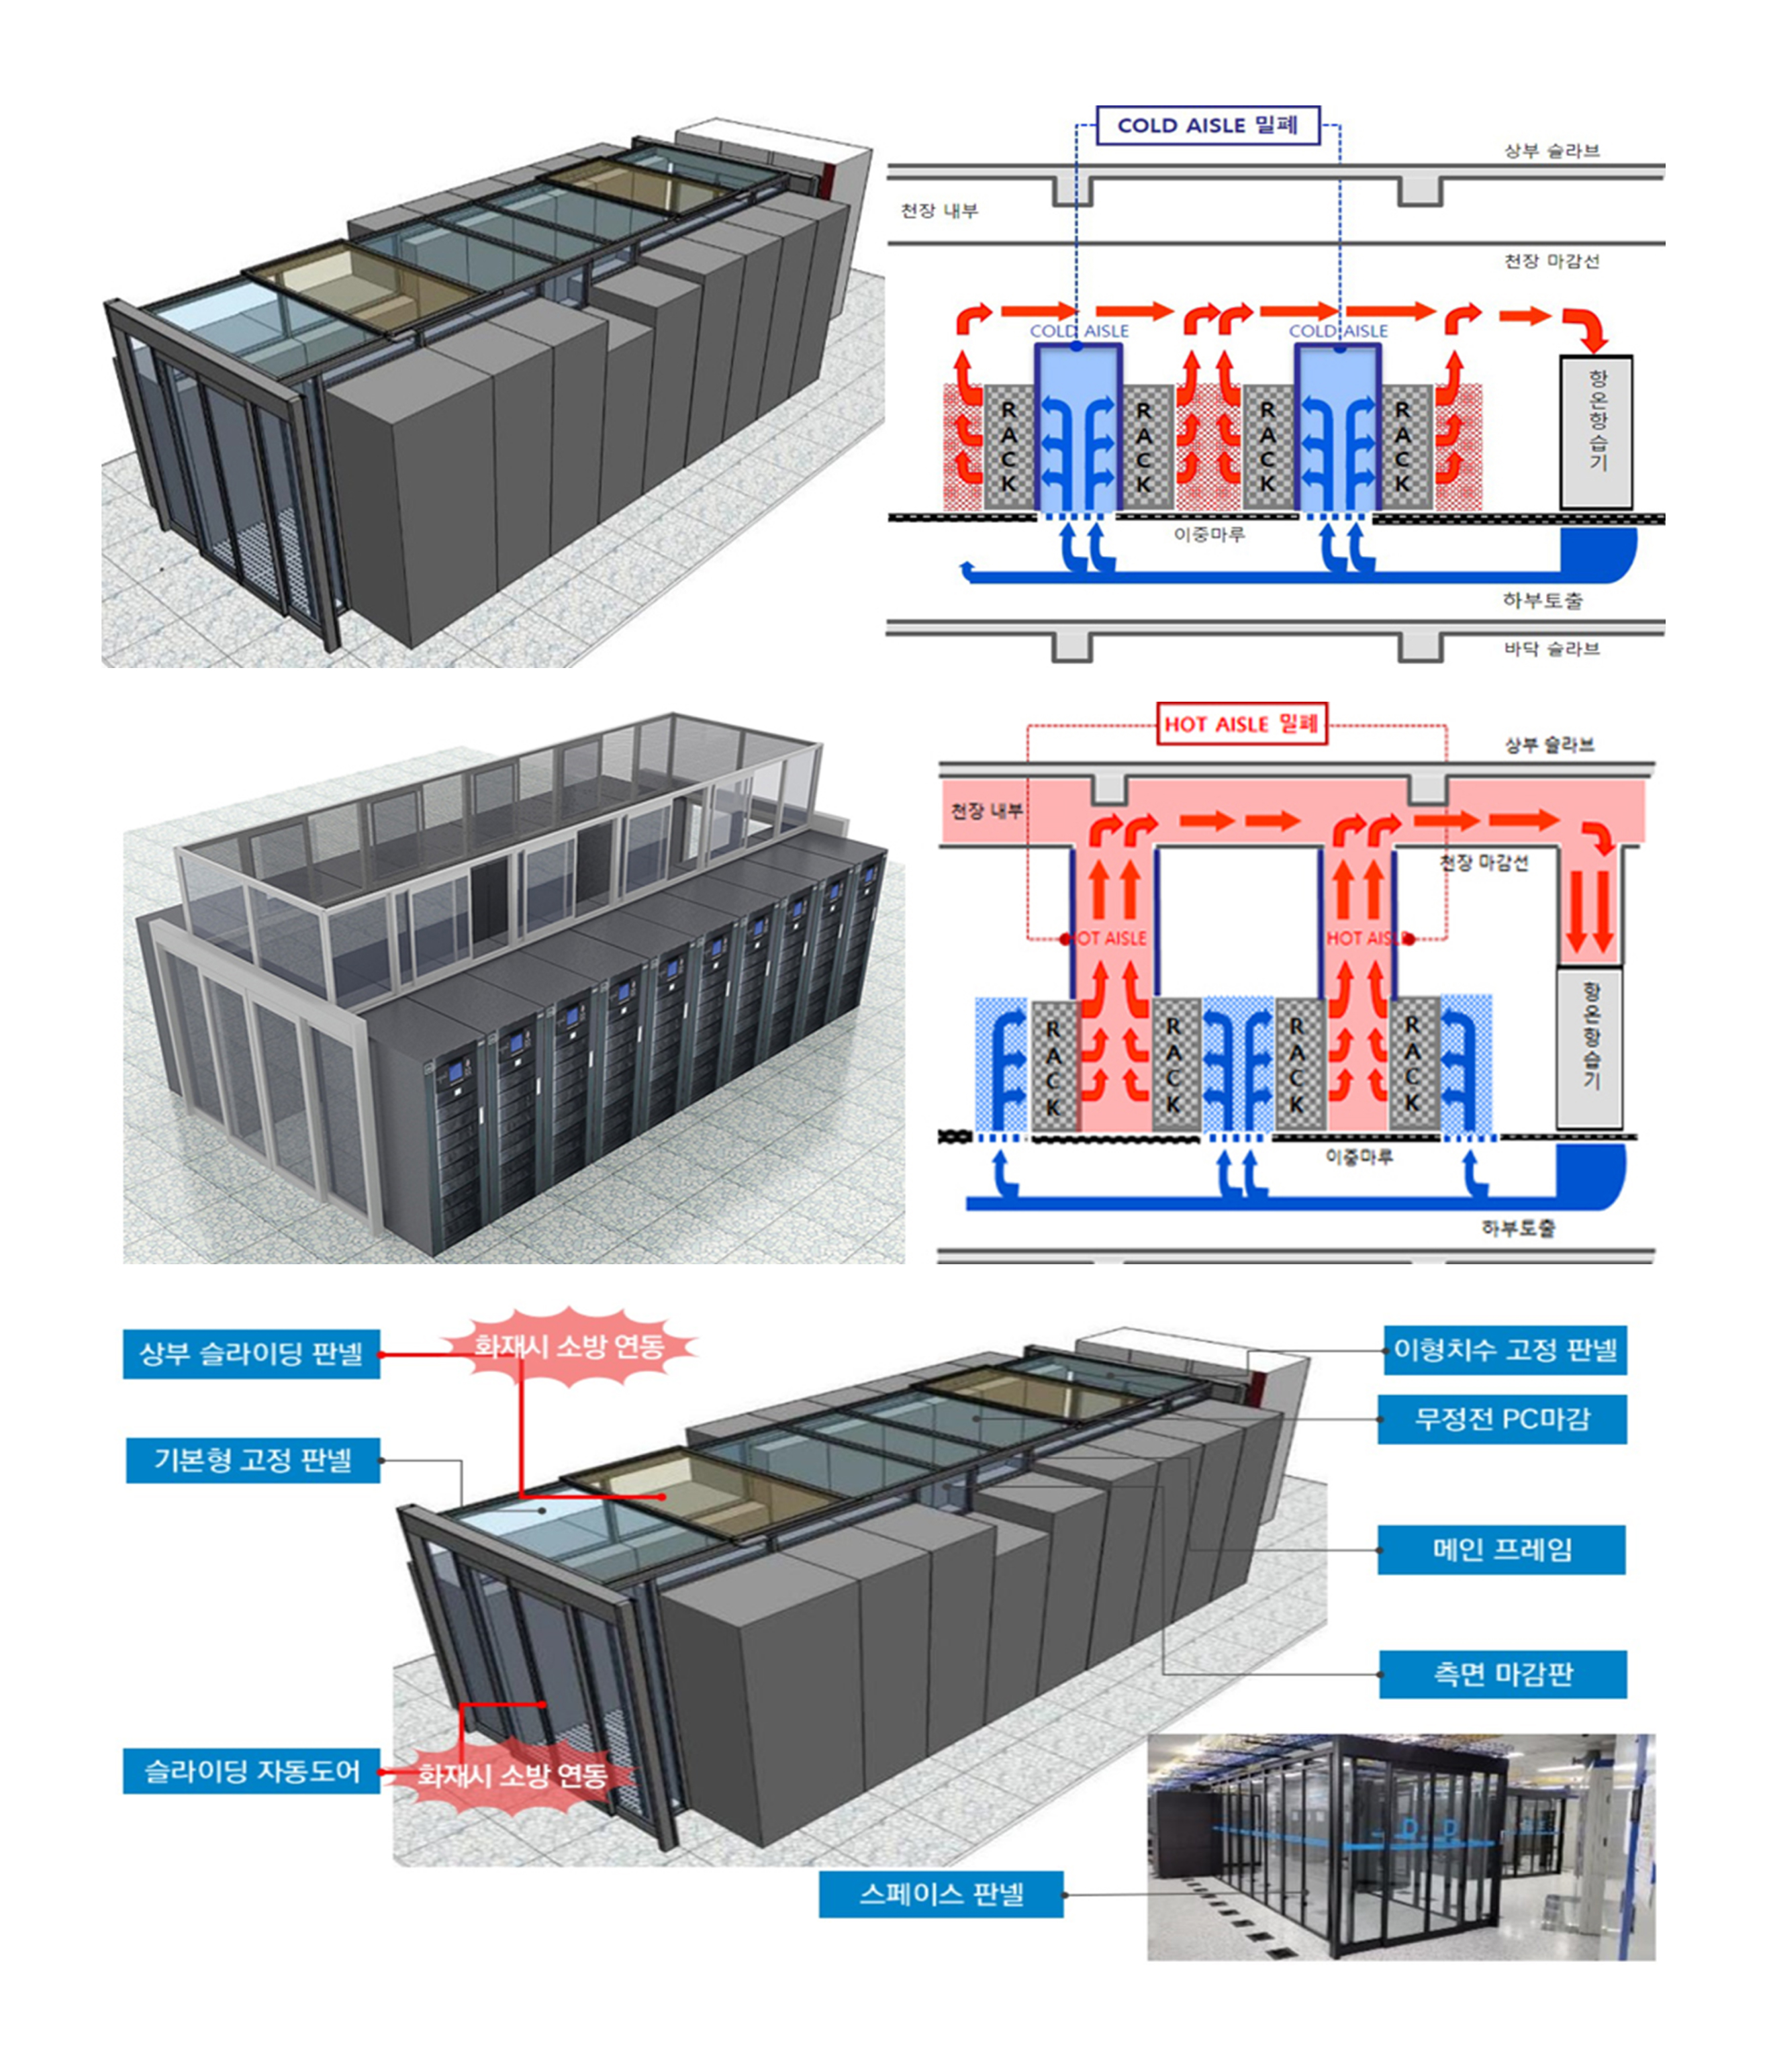 COLD AISLE 밀폐
상부 슬라브
천장 내부
천장 마감선
COLD AISLE
COLD AISLE
RACK
RACK
RACK
RACK
항온항습기
이중마루
하부토출
바닥 슬라브
HOT AISLE 밀폐
상부 슬라브
천장 내부
천장 마감선
HOT AISLE
HOT AISLE
RACK
RACK
RACK
RACK
항온항습기
이중마루
하부토출
상부 슬라이딩 판넬
화재시 소방 연동
이형치수 고정 판넬
무정전 PC마감
기본형 고정 판넬
메인 프레임
측면 마감판
슬라이딩 자동도어
화재시 소방 연동
스페이스 판넬